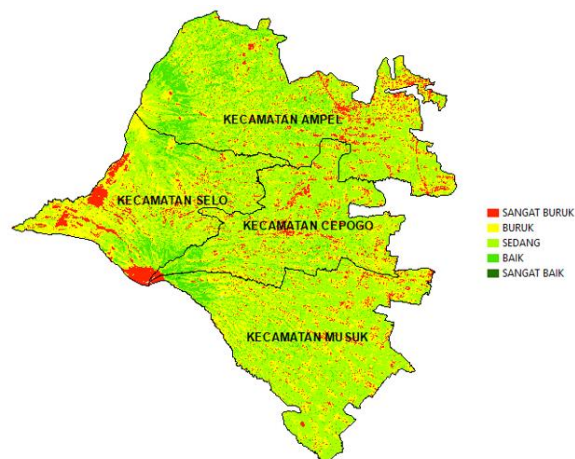 KECAMATAN AMPEL
KECAMATAN SELO
KECAMATAN CEPOGO
KECAMATAN MUSUK
SANGAT BURUK
BURUK
SEDANG
BAIK
SANGAT BAIK